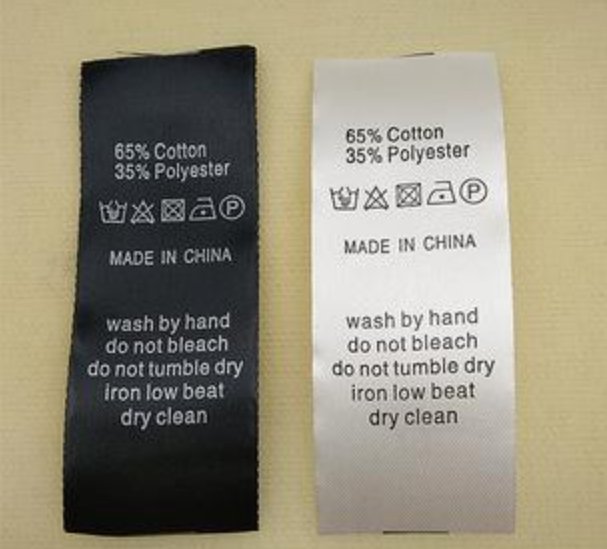 65% Cotton
35% Polyester
P
MADE IN CHINA
wash by hand
do not bleach
do not tumble dry
iron low beat
dry clean
65% Cotton
35% Polyester
P
MADE IN CHINA
wash by hand
do not bleach
do not tumble dry
iron low beat
dry clean